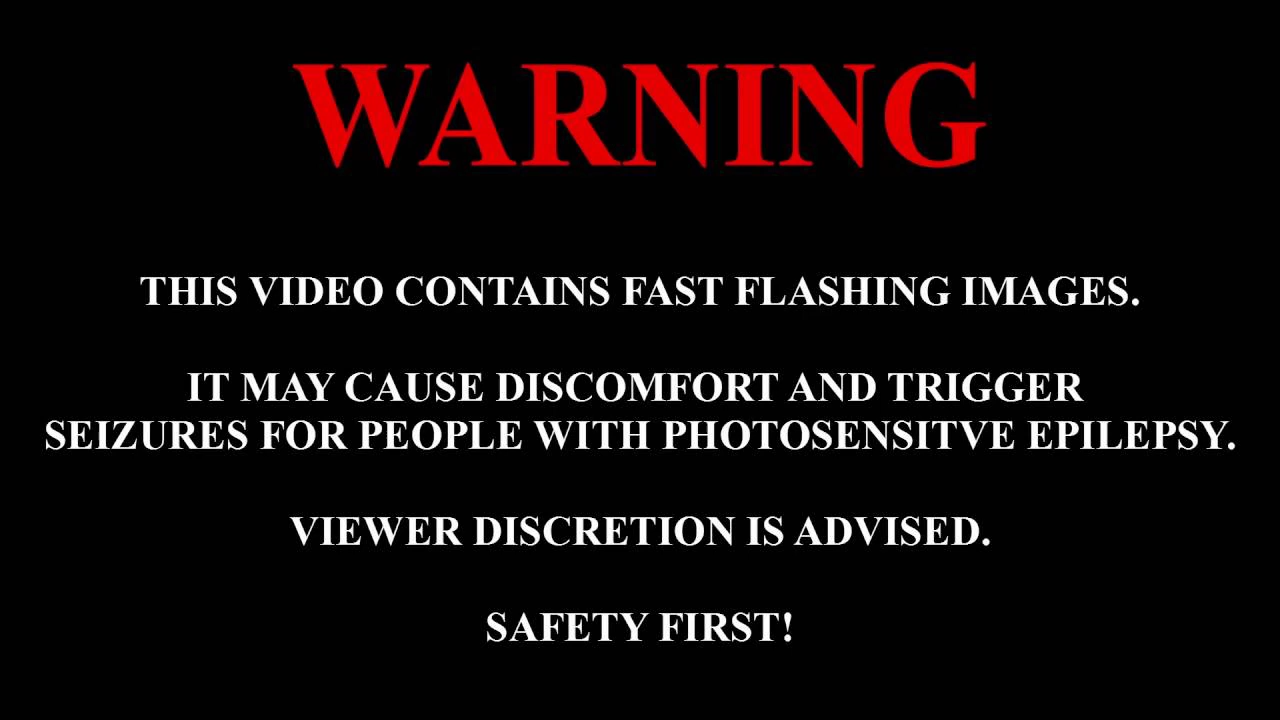 WARNING
THIS VIDEO CONTAINS FAST FLASHING IMAGES.
IT MAY CAUSE DISCOMFORT AND TRIGGER
SEIZURES FOR PEOPLE WITH PHOTOSENSITVE EPILEPSY.
VIEWER DISCRETION IS ADVISED.
SAFETY FIRST!